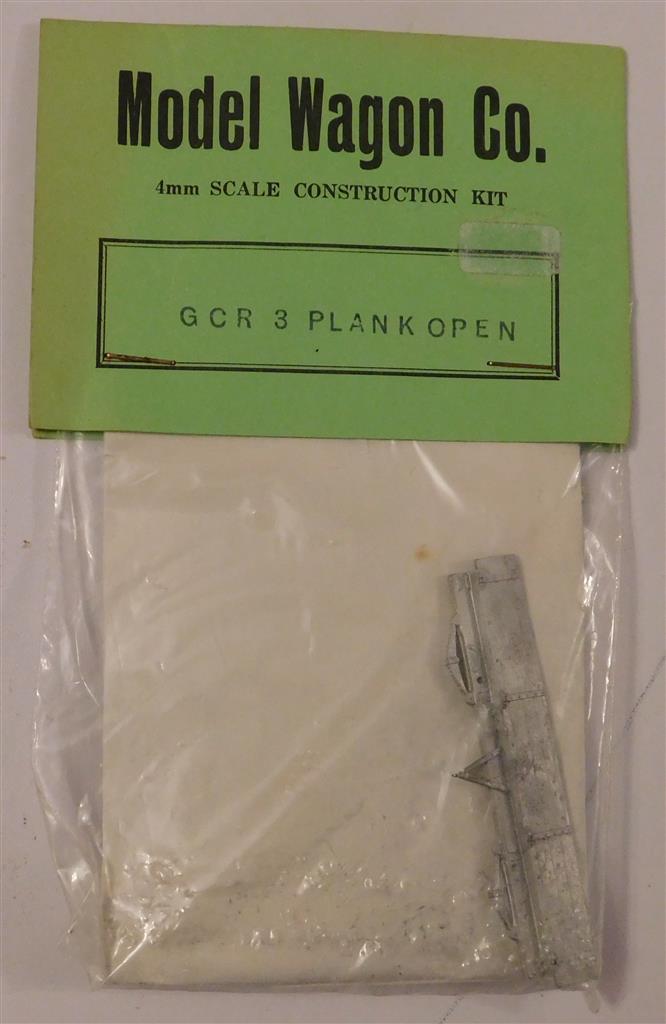 Model Wagon Co.
4mm SCALE CONSTRUCTION KIT
GCR 3 PLANK OPEN